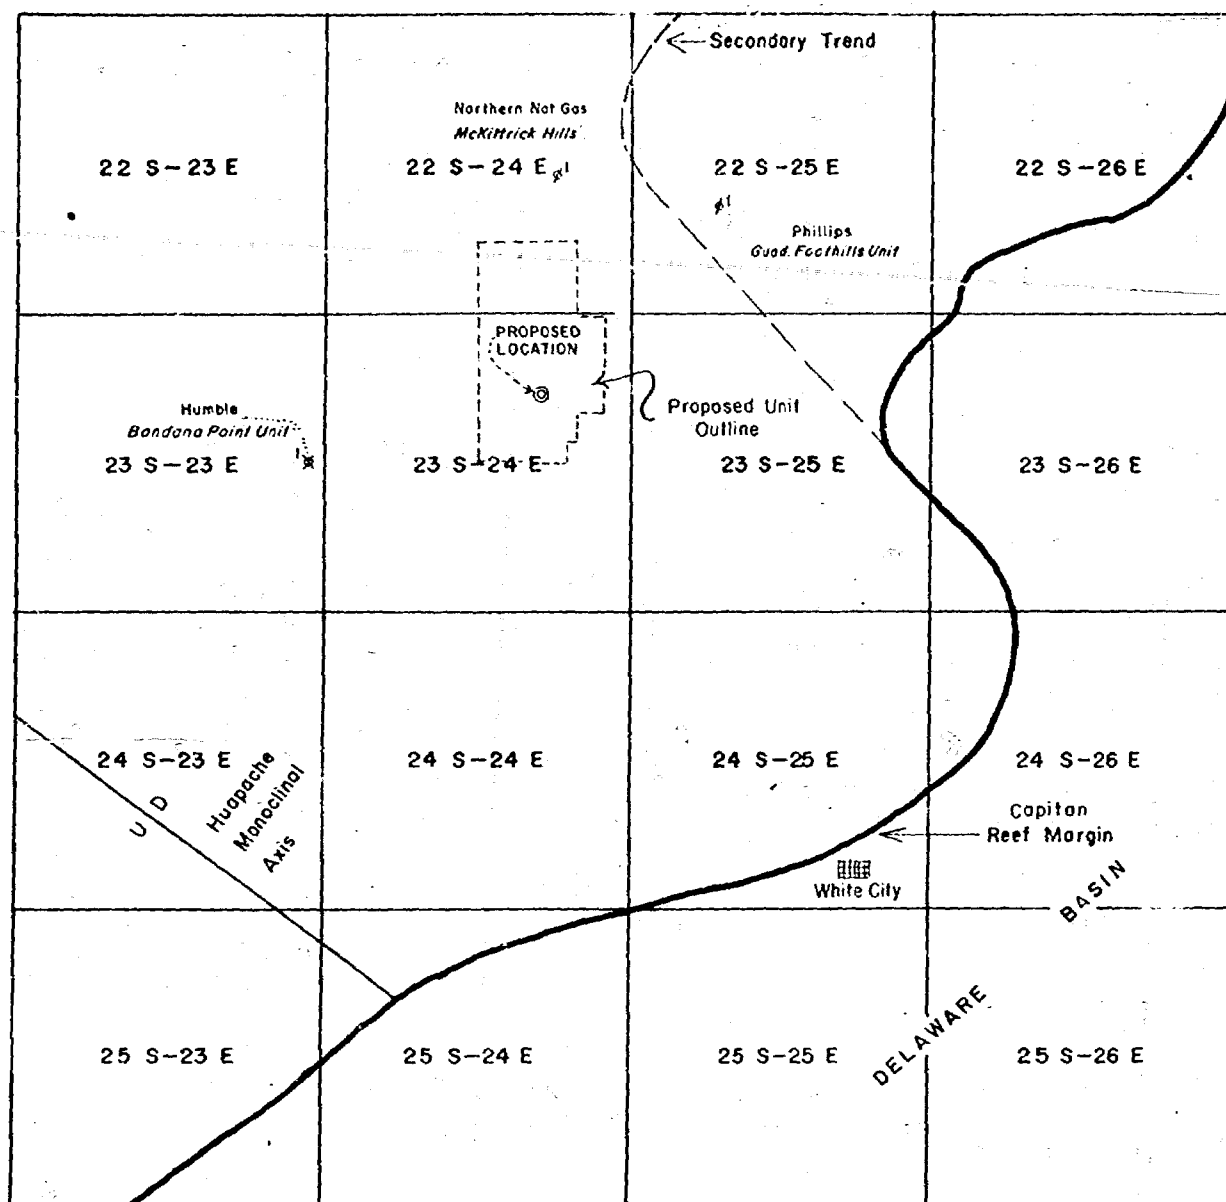 Secondary Trend
Northern Nat Gas
McKittrick Hills
22 S-23 E
22 S-24 E
1
22 S-25 E
22 S-26 E
1
Phillips
Guad. Foothills Unit
PROPOSED
LOCATION
Humble
Bandana Point Unit
1
Proposed Unit
Outline
23 S-23 E
23 S-24 E
23 S-25 E
23 S-26 E
24 S-23 E
24 S-24 E
24 S-25 E
24 S-26 E
U D
Huapache
Monoclinal
Axis
Capitan
Reef Margin
White City
BASIN
DELAWARE
25 S-23 E
25 S-24 E
25 S-25 E
25 S-26 E